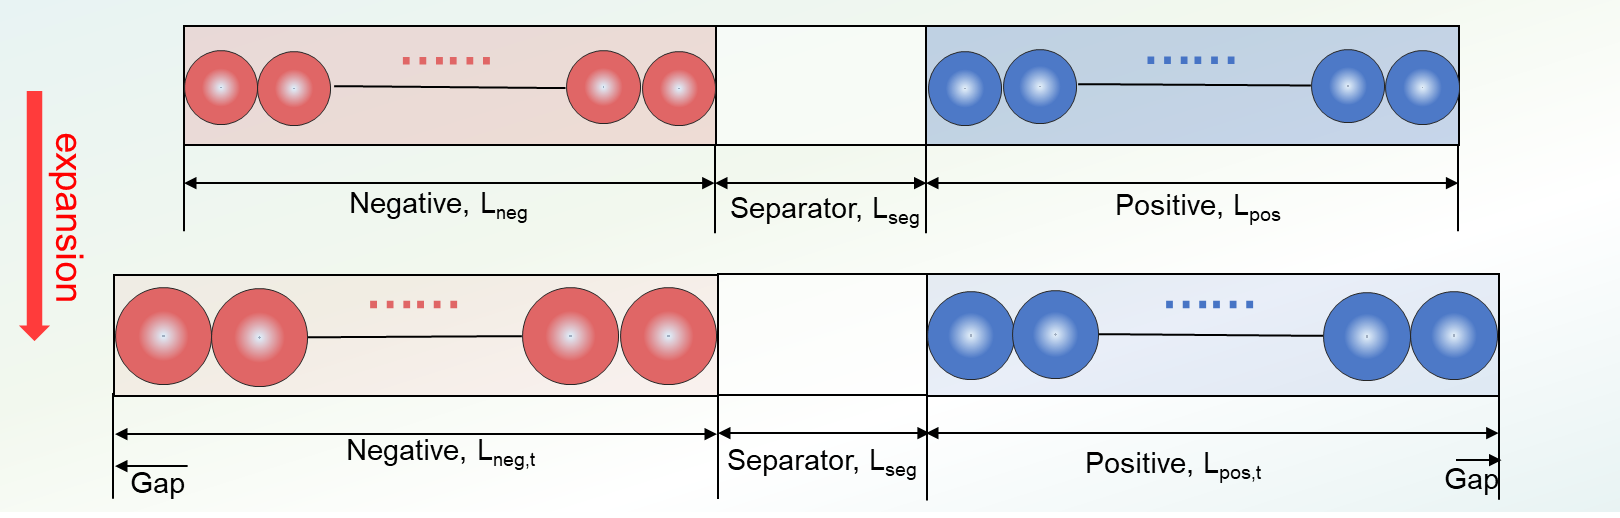 expansion
Negative, Lneg
Separator, Lseg
Positive, Lpos
Negative, Lneg,t
Separator, Lseg
Positive, Lpos,t
Gap
Gap